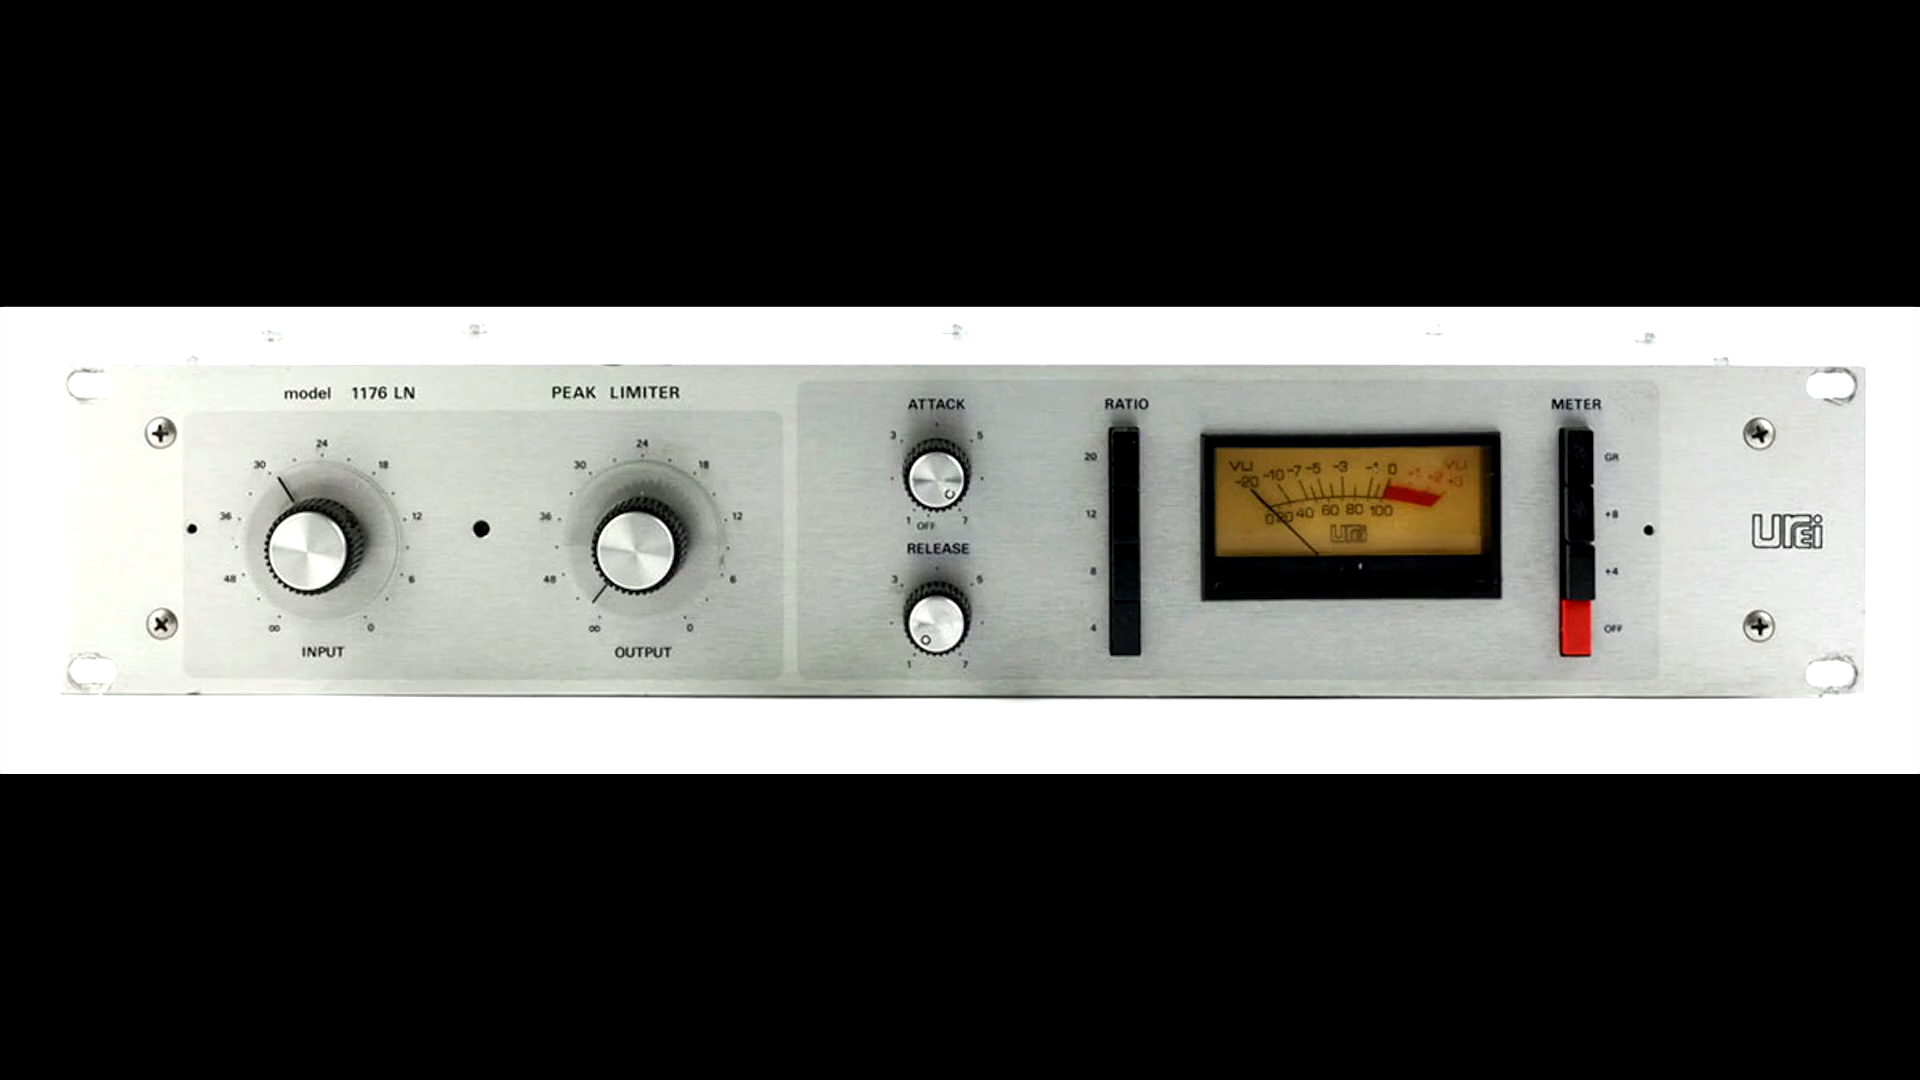 model 1176 LN
PEAK LIMITER
24
30 18
36 12
48 6
∞ 0
INPUT
24
30 18
36 12
48 6
∞ 0
OUTPUT
ATTACK
3 5
1 OFF 7
RELEASE
3 5
1 7
RATIO
20
12
8
4
VU VU
-20 -10 -7 -5 -3 -1 0 +1 +2 +3
0 20 40 60 80 100
urei
METER
GR
+8
+4
OFF
urei